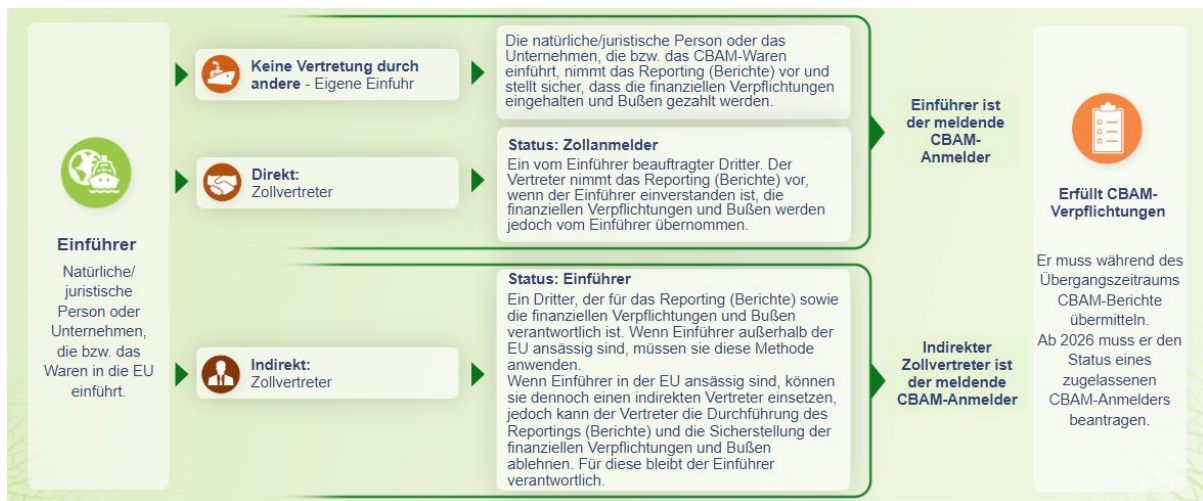 Einführer
Natürliche/
juristische
Person oder
Unternehmen,
die bzw. das
Waren in die EU
einführt.
Keine Vertretung durch
andere - Eigene Einfuhr
Die natürliche/juristische Person oder das
Unternehmen, die bzw. das CBAM-Waren
einführt, nimmt das Reporting (Berichte) vor und
stellt sicher, dass die finanziellen Verpflichtungen
eingehalten und Bußen gezahlt werden.
Direkt:
Zollvertreter
Status: Zollanmelder
Ein vom Einführer beauftragter Dritter. Der
Vertreter nimmt das Reporting (Berichte) vor,
wenn der Einführer einverstanden ist, die
finanziellen Verpflichtungen und Bußen werden
jedoch vom Einführer übernommen.
Einführer ist
der meldende
CBAM-
Anmelder
Indirekt:
Zollvertreter
Status: Einführer
Ein Dritter, der für das Reporting (Berichte) sowie
die finanziellen Verpflichtungen und Bußen
verantwortlich ist. Wenn Einführer außerhalb der
EU ansässig sind, müssen sie diese Methode
anwenden.
Wenn Einführer in der EU ansässig sind, können
sie dennoch einen indirekten Vertreter einsetzen,
jedoch kann der Vertreter die Durchführung des
Reportings (Berichte) und die Sicherstellung der
finanziellen Verpflichtungen und Bußen
ablehnen. Für diese bleibt der Einführer
verantwortlich.
Indirekter
Zollvertreter ist
der meldende
CBAM-Anmelder
Erfüllt CBAM-
Verpflichtungen
Er muss während des
Übergangszeitraums
CBAM-Berichte
übermitteln.
Ab 2026 muss er den
Status eines
zugelassenen
CBAM-Anmelders
beantragen.